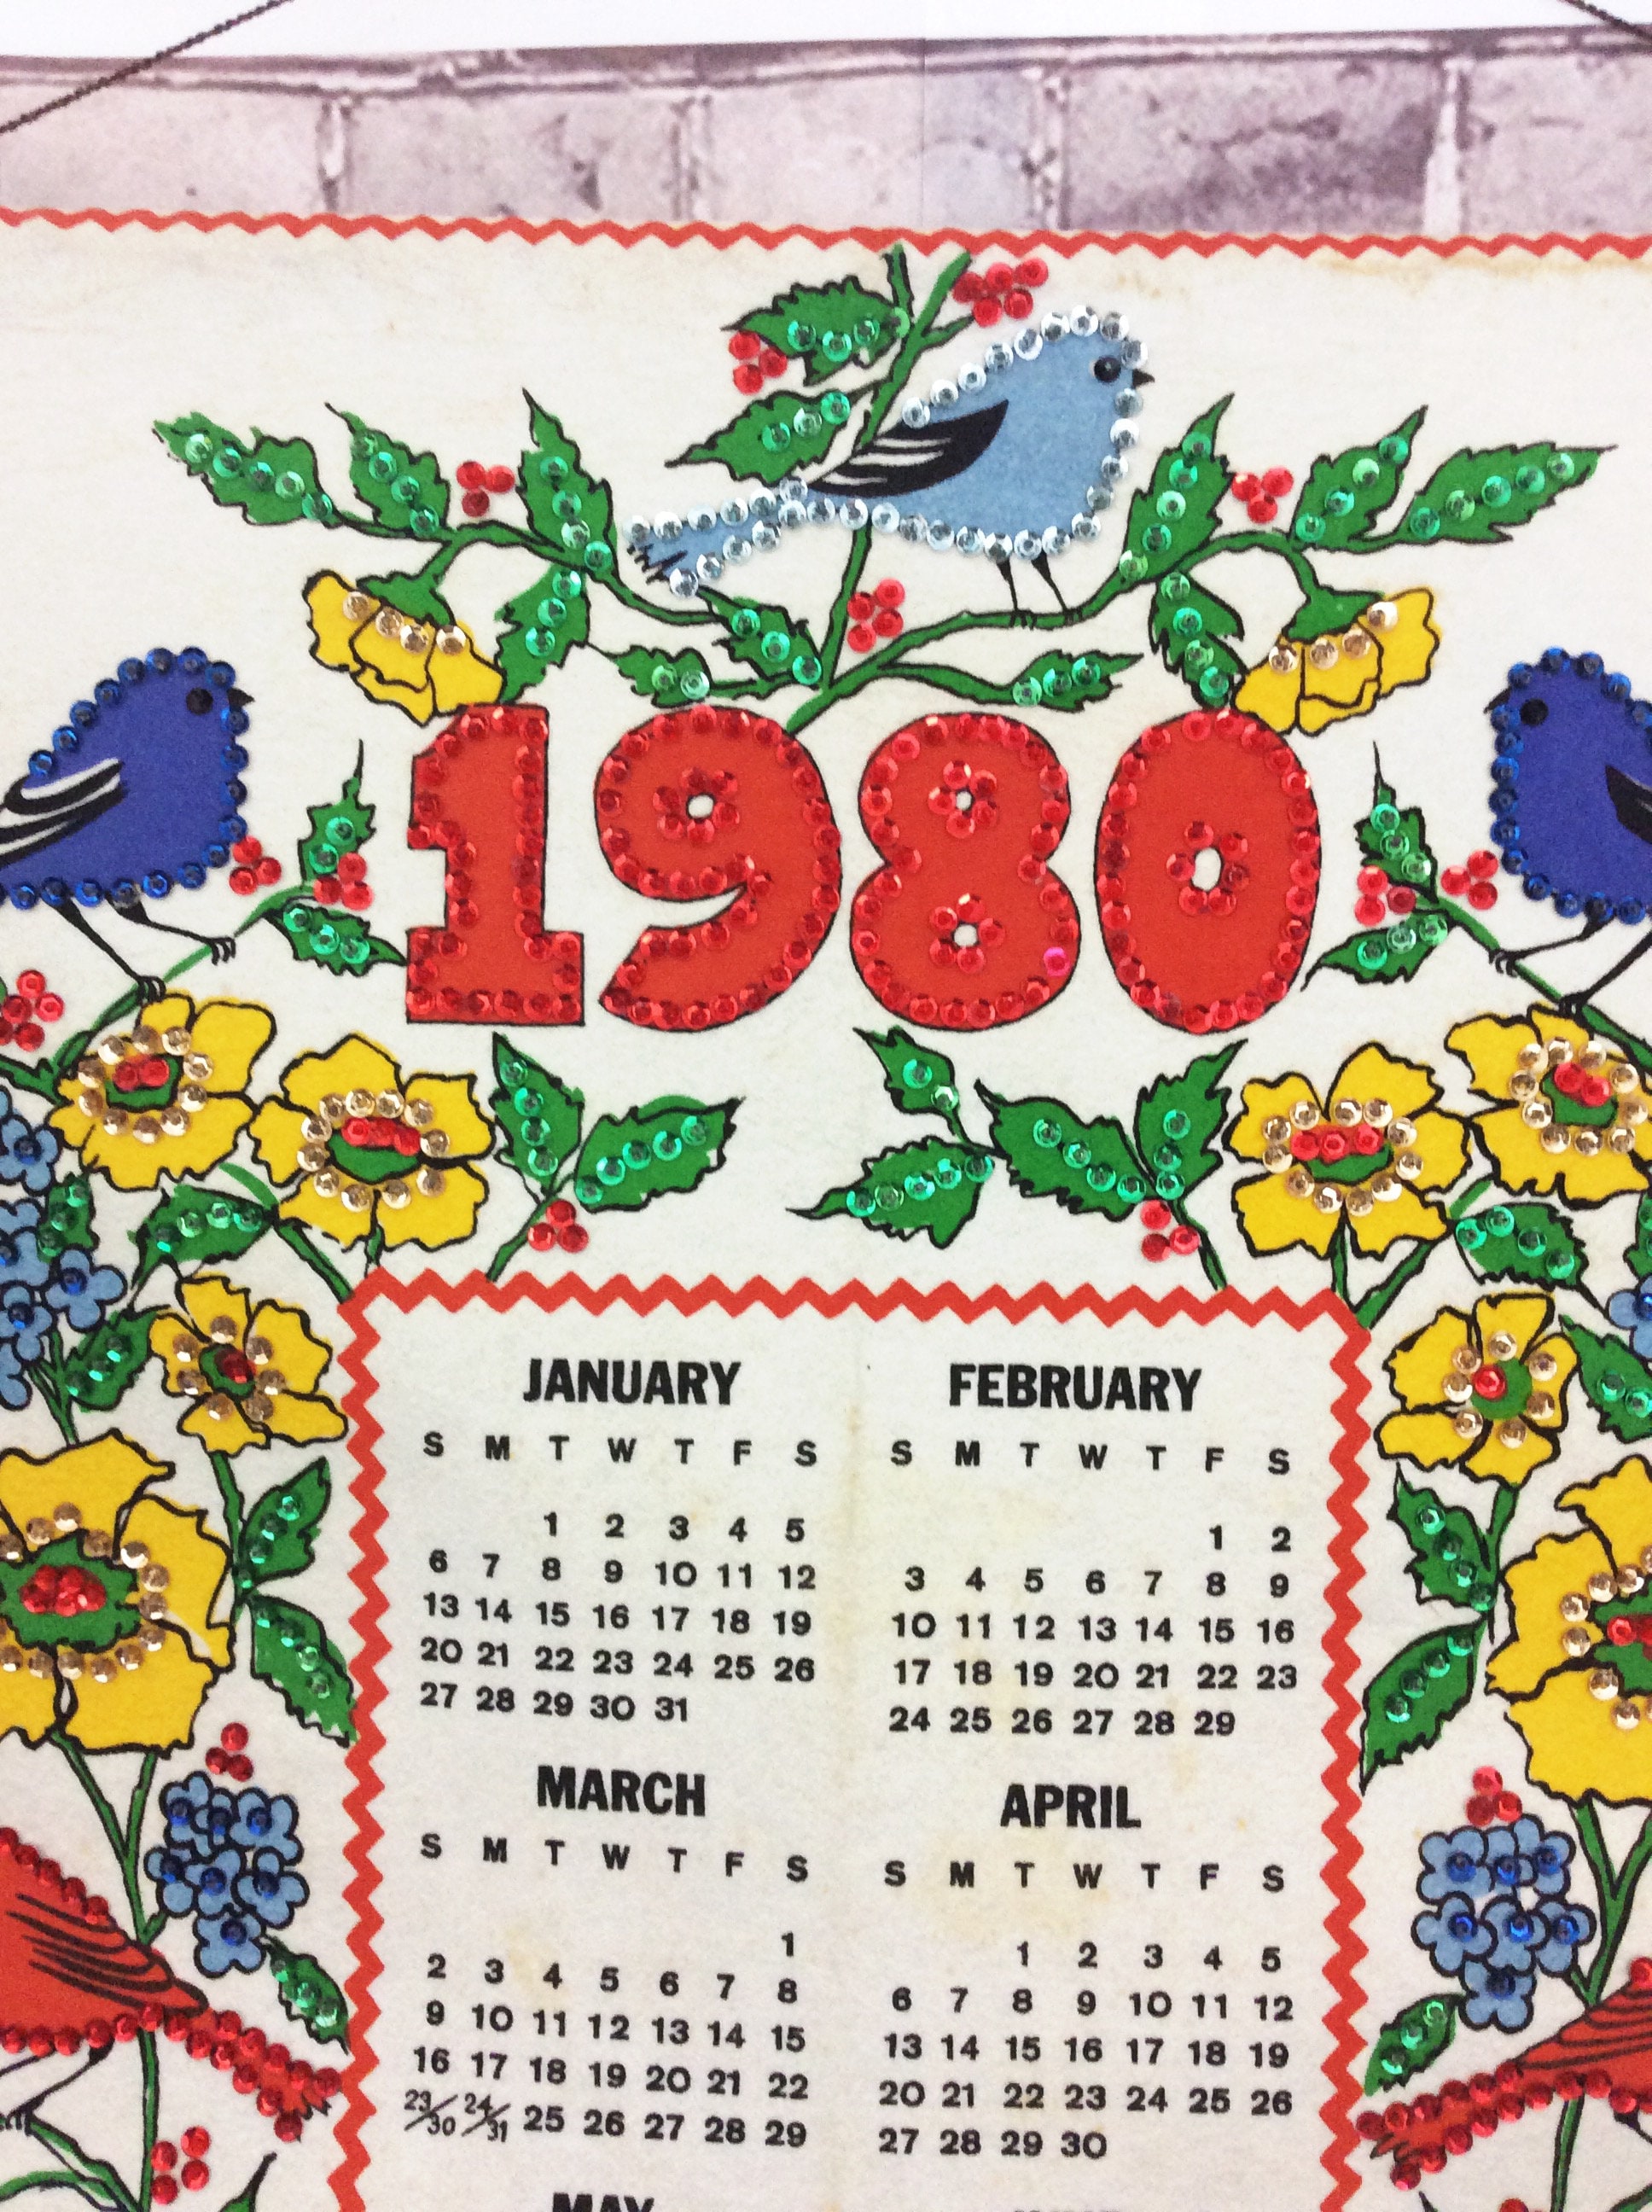 1980
JANUARY
S M T W T F S
1 2 3 4 5
6 7 8 9 10 11 12
13 14 15 16 17 18 19
20 21 22 23 24 25 26
27 28 29 30 31
FEBRUARY
S M T W T F S
1 2
3 4 5 6 7 8 9
10 11 12 13 14 15 16
17 18 19 20 21 22 23
24 25 26 27 28 29
MARCH
S M T W T F S
1
2 3 4 5 6 7 8
9 10 11 12 13 14 15
16 17 18 19 20 21 22
23/30 24/31 25 26 27 28 29
APRIL
S M T W T F S
1 2 3 4 5
6 7 8 9 10 11 12
13 14 15 16 17 18 19
20 21 22 23 24 25 26
27 28 29 30
MAY